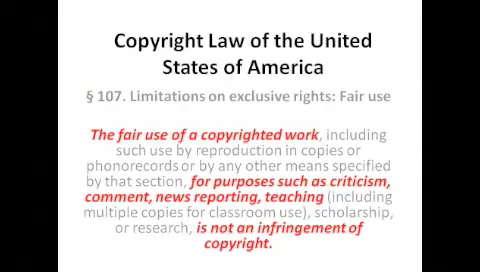 Copyright Law of the United
States of America
§ 107. Limitations on exclusive rights: Fair use
The fair use of a copyrighted work, including
such use by reproduction in copies or
phonorecords or by any other means specified
by that section, for purposes such as criticism,
comment, news reporting, teaching (including
multiple copies for classroom use), scholarship,
or research, is not an infringement of
copyright.